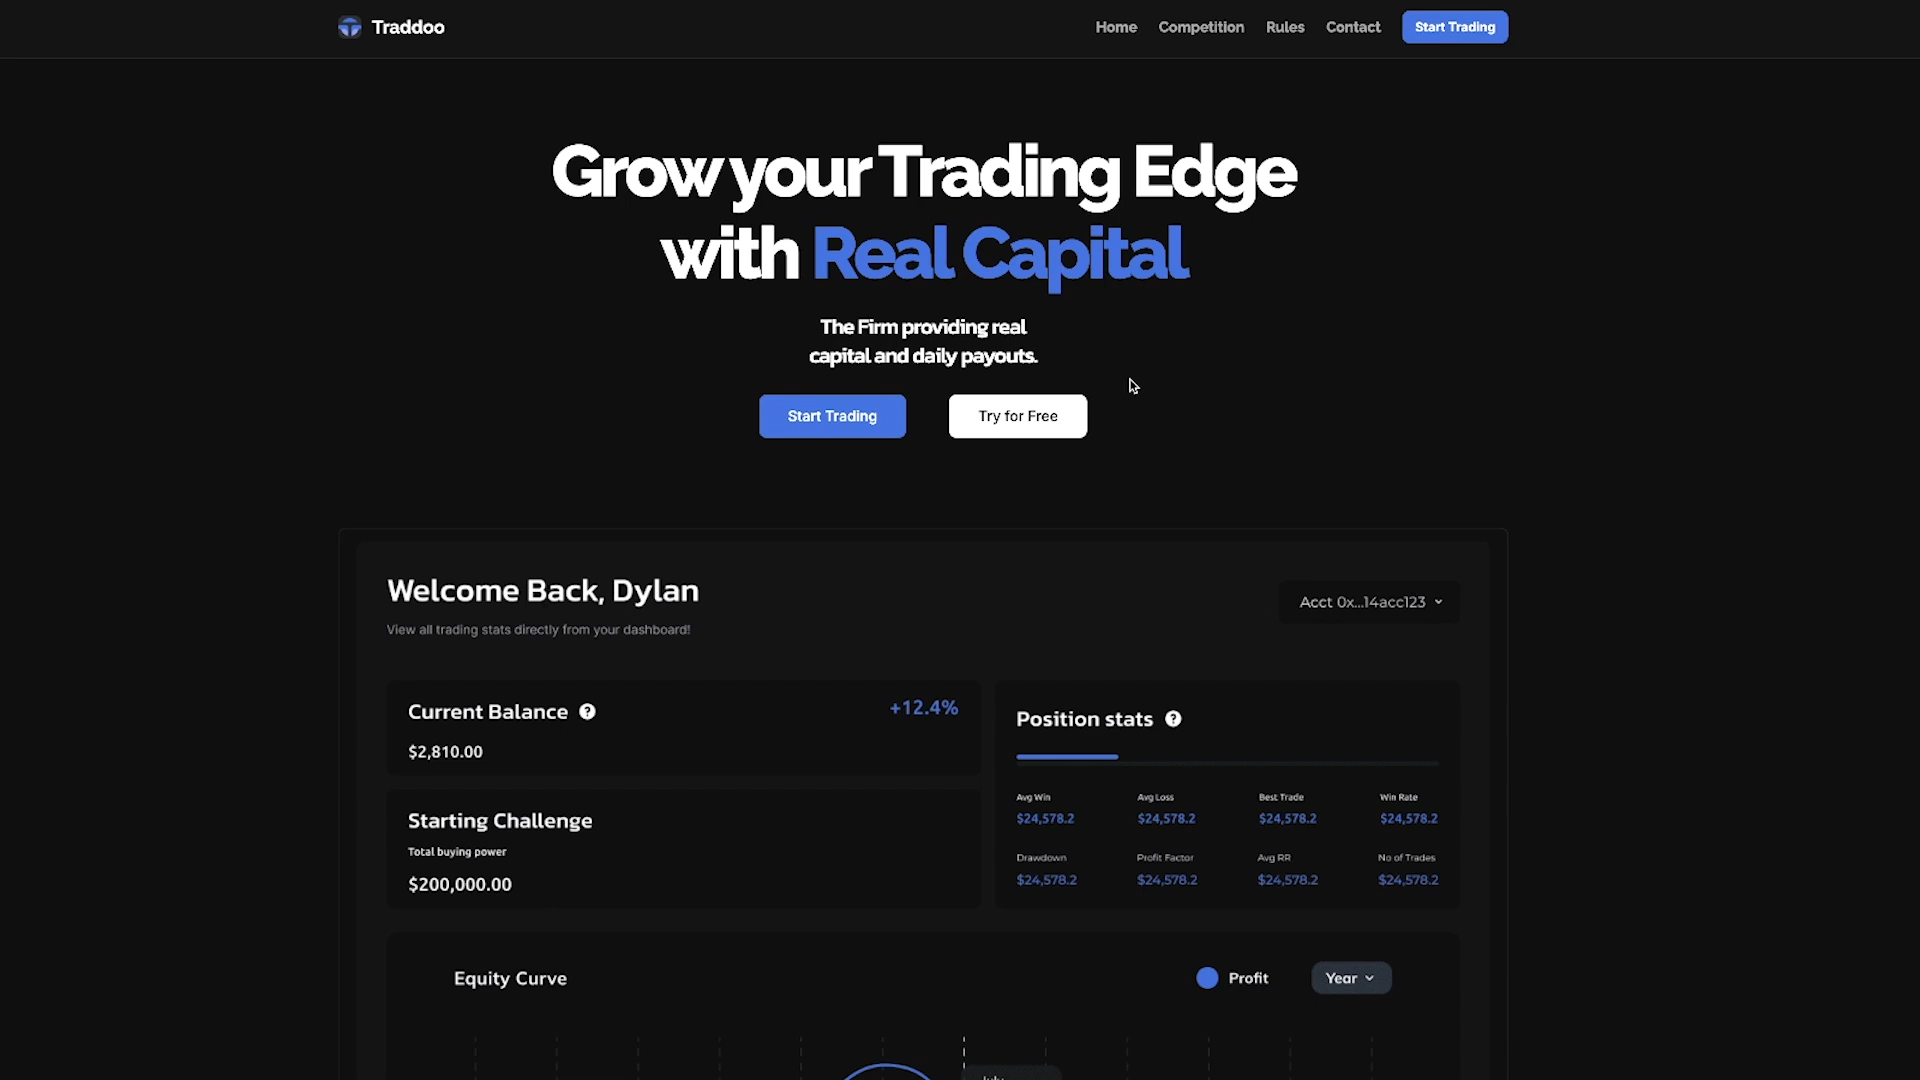 Traddoo
Home Competition Rules Contact Start Trading
Grow your Trading Edge
with Real Capital
The Firm providing real
capital and daily payouts.
Start Trading Try for Free
Welcome Back, Dylan
Acct 0x...14acc123
View all trading stats directly from your dashboard!
Current Balance ?
+12.4%
$2,810.00
Starting Challenge
Total buying power
$200,000.00
Position stats ?
Avg Win Avg Loss Best Trade Win Rate
$24,578.2 $24,578.2 $24,578.2 $24,578.2
Drawdown Profit Factor Avg RR No of Trades
$24,578.2 $24,578.2 $24,578.2 $24,578.2
Equity Curve
Profit
Year